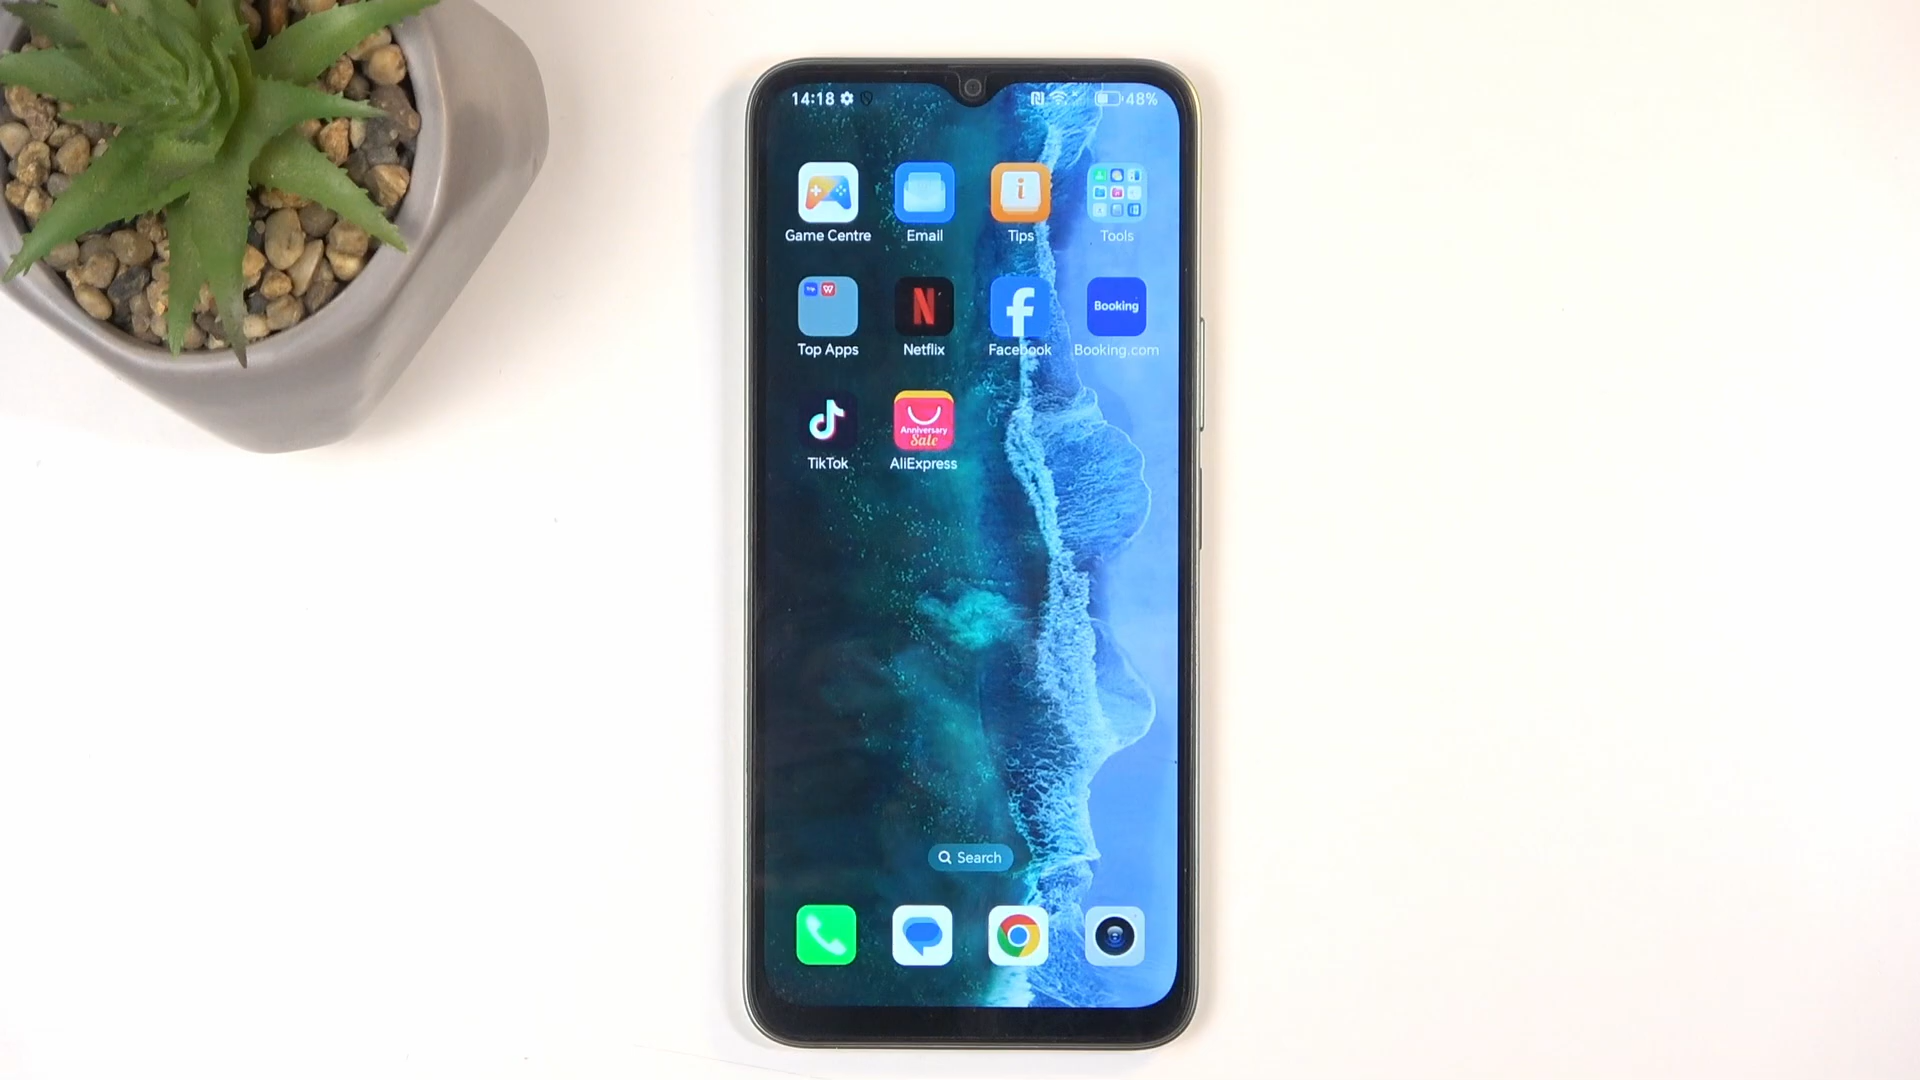 14:18 48%
Game Centre Email Tips Tools
Booking
Top Apps Netflix Facebook Booking.com
Anniversary
Sale
TikTok AliExpress
Search